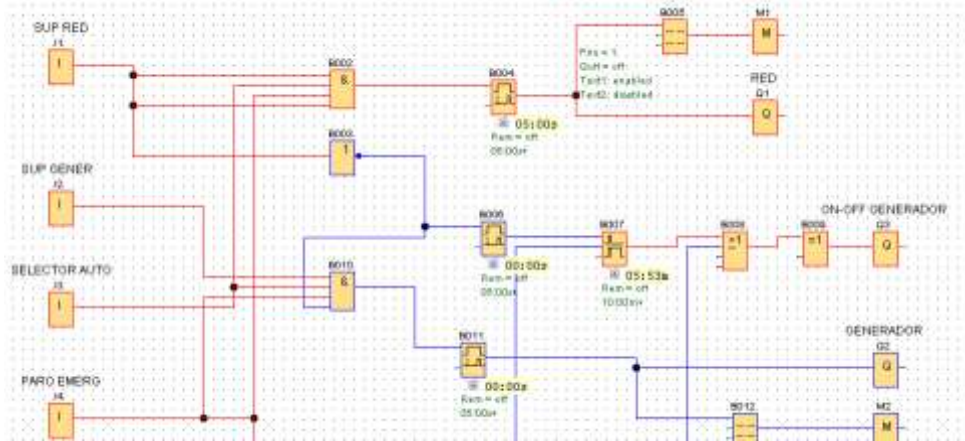 SUP RED
I1
I
B002
&
B004
05:00s
Rem = off
05:00s+
B005
Prio = 1
Quit = off
Text1: enabled
Text2: disabled
M1
M
RED
Q1
Q
B003
1
SUP GENER
I2
I
B006
00:00s
Rem = off
05:00s+
B007
05:53m
Rem = off
10:00m+
B008
=1
B009
=1
ON-OFF GENERADOR
Q3
Q
SELECTOR AUTO
I3
I
B010
&
B011
00:00s
Rem = off
05:00s+
GENERADOR
Q2
Q
PARO EMERG
I4
I
B012
M2
M